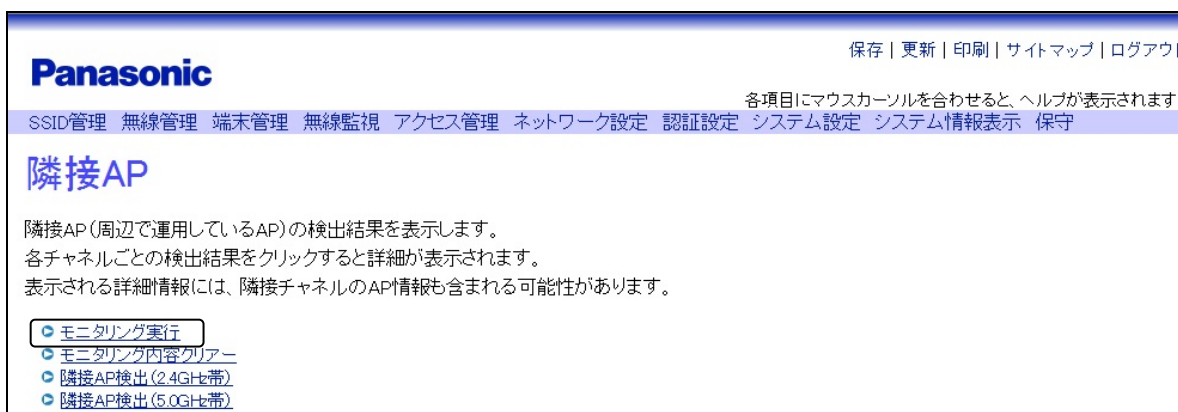 保存 | 更新 | 印刷 | サイトマップ | ログアウ
Panasonic
各項目にマウスカーソルを合わせると、ヘルプが表示されます
SSID管理 無線管理 端末管理 無線監視 アクセス管理 ネットワーク設定 認証設定 システム設定 システム情報表示 保守
隣接AP
隣接AP(周辺で運用しているAP)の検出結果を表示します。
各チャネルごとの検出結果をクリックすると詳細が表示されます。
表示される詳細情報には、隣接チャネルのAP情報も含まれる可能性があります。
モニタリング実行
モニタリング内容クリアー
隣接AP検出(2.4GHz帯)
隣接AP検出(5.0GHz帯)